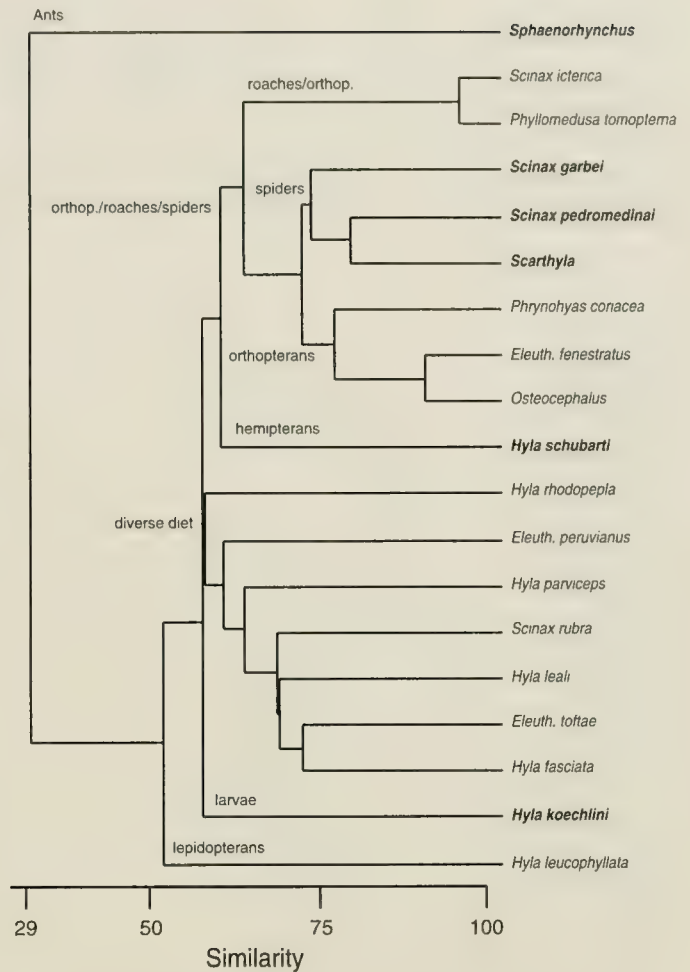 Ants
Sphaenorhynchus
roaches/orthop.
Scinax icterica
Phyllomedusa tomopterna
Scinax garbei
spiders
orthop./roaches/spiders
Scinax pedromedinai
Scarthyla
Phrynohyas coriacea
orthopterans
Eleuth. fenestratus
Osteocephalus
hemipterans
Hyla schubarti
Hyla rhodopepla
diverse diet
Eleuth. peruvianus
Hyla parviceps
Scinax rubra
Hyla leali
Eleuth. toftae
Hyla fasciata
larvae
Hyla koechlini
lepidopterans
Hyla leucophyllata
29 50 75 100
Similarity